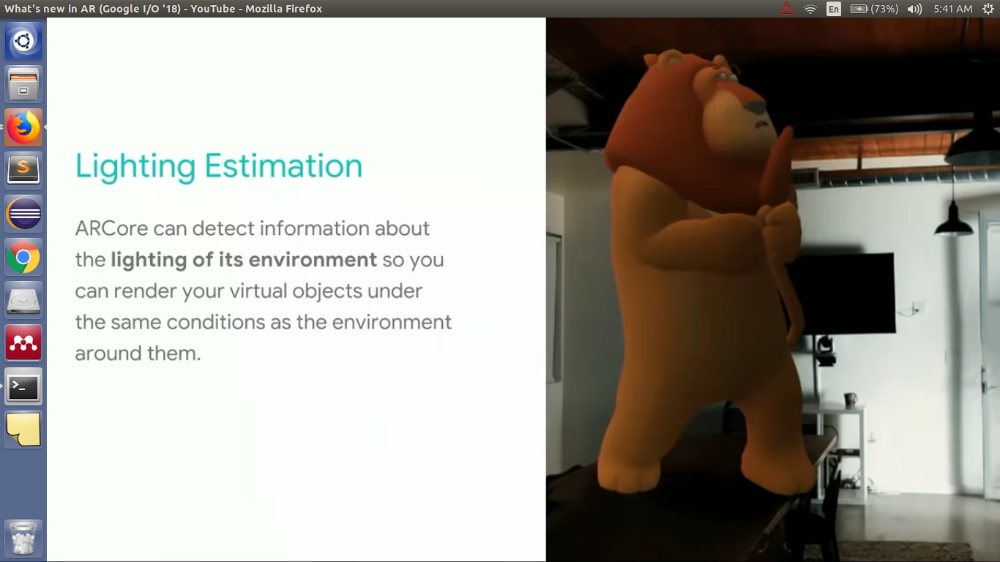 What's new in AR (Google I/O '18) - YouTube - Mozilla Firefox
En
(73%)
5:41 AM
S
>_
Lighting Estimation
ARCore can detect information about
the lighting of its environment so you
can render your virtual objects under
the same conditions as the environment
around them.